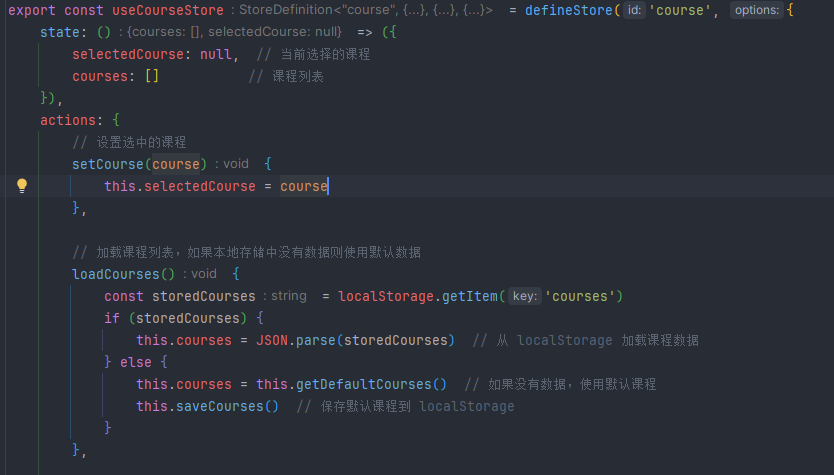 export const useCourseStore : StoreDefinition<"course", {...}, {...}, {...}> = defineStore( id: 'course', options: {
state: () : {courses: [], selectedCourse: null} => ({
selectedCourse: null, // 当前选择的课程
courses: [] // 课程列表
}),
actions: {
// 设置选中的课程
setCourse(course) : void {
this.selectedCourse = course
},
// 加载课程列表，如果本地存储中没有数据则使用默认数据
loadCourses() : void {
const storedCourses : string = localStorage.getItem( key: 'courses')
if (storedCourses) {
this.courses = JSON.parse(storedCourses) // 从 localStorage 加载课程数据
} else {
this.courses = this.getDefaultCourses() // 如果没有数据，使用默认课程
this.saveCourses() // 保存默认课程到 localStorage
}
},